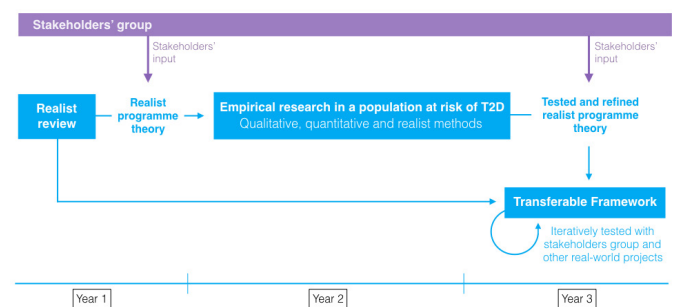 Stakeholders' group
Stakeholders'
input
Stakeholders'
input
Realist
review
Realist
programme
theory
Empirical research in a population at risk of T2D
Qualitative, quantitative and realist methods
Tested and refined
realist programme
theory
Transferable Framework
Iteratively tested with
stakeholders group and
other real-world projects
Year 1
Year 2
Year 3